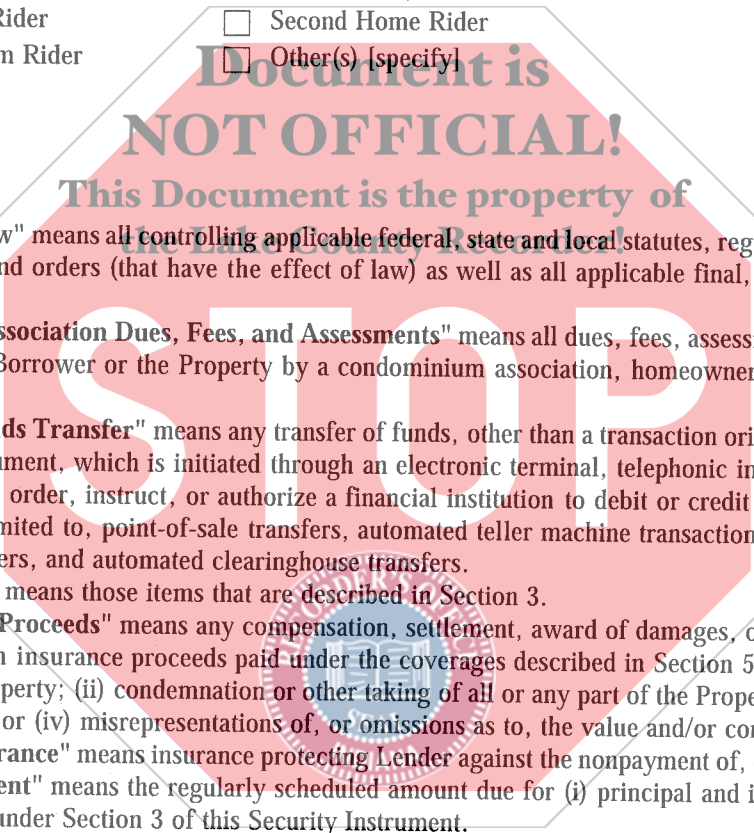 Rider
☐ Second Home Rider
m Rider
☐ Other(s) [specify]
Document is
NOT OFFICIAL!
This Document is the property of
the Lake County Recorder!
w" means all controlling applicable federal, state and local statutes, reg
nd orders (that have the effect of law) as well as all applicable final,
ssociation Dues, Fees, and Assessments" means all dues, fees, assess
Borrower or the Property by a condominium association, homeowner
STOP
ds Transfer" means any transfer of funds, other than a transaction ori
ument, which is initiated through an electronic terminal, telephonic in
order, instruct, or authorize a financial institution to debit or credit
mited to, point-of-sale transfers, automated teller machine transaction
ers, and automated clearinghouse transfers.
means those items that are described in Section 3.
Proceeds" means any compensation, settlement, award of damages, o
n insurance proceeds paid under the coverages described in Section 5
perty; (ii) condemnation or other taking of all or any part of the Prope
or (iv) misrepresentations of, or omissions as to, the value and/or con
rance" means insurance protecting Lender against the nonpayment of,
ent" means the regularly scheduled amount due for (i) principal and i
under Section 3 of this Security Instrument.